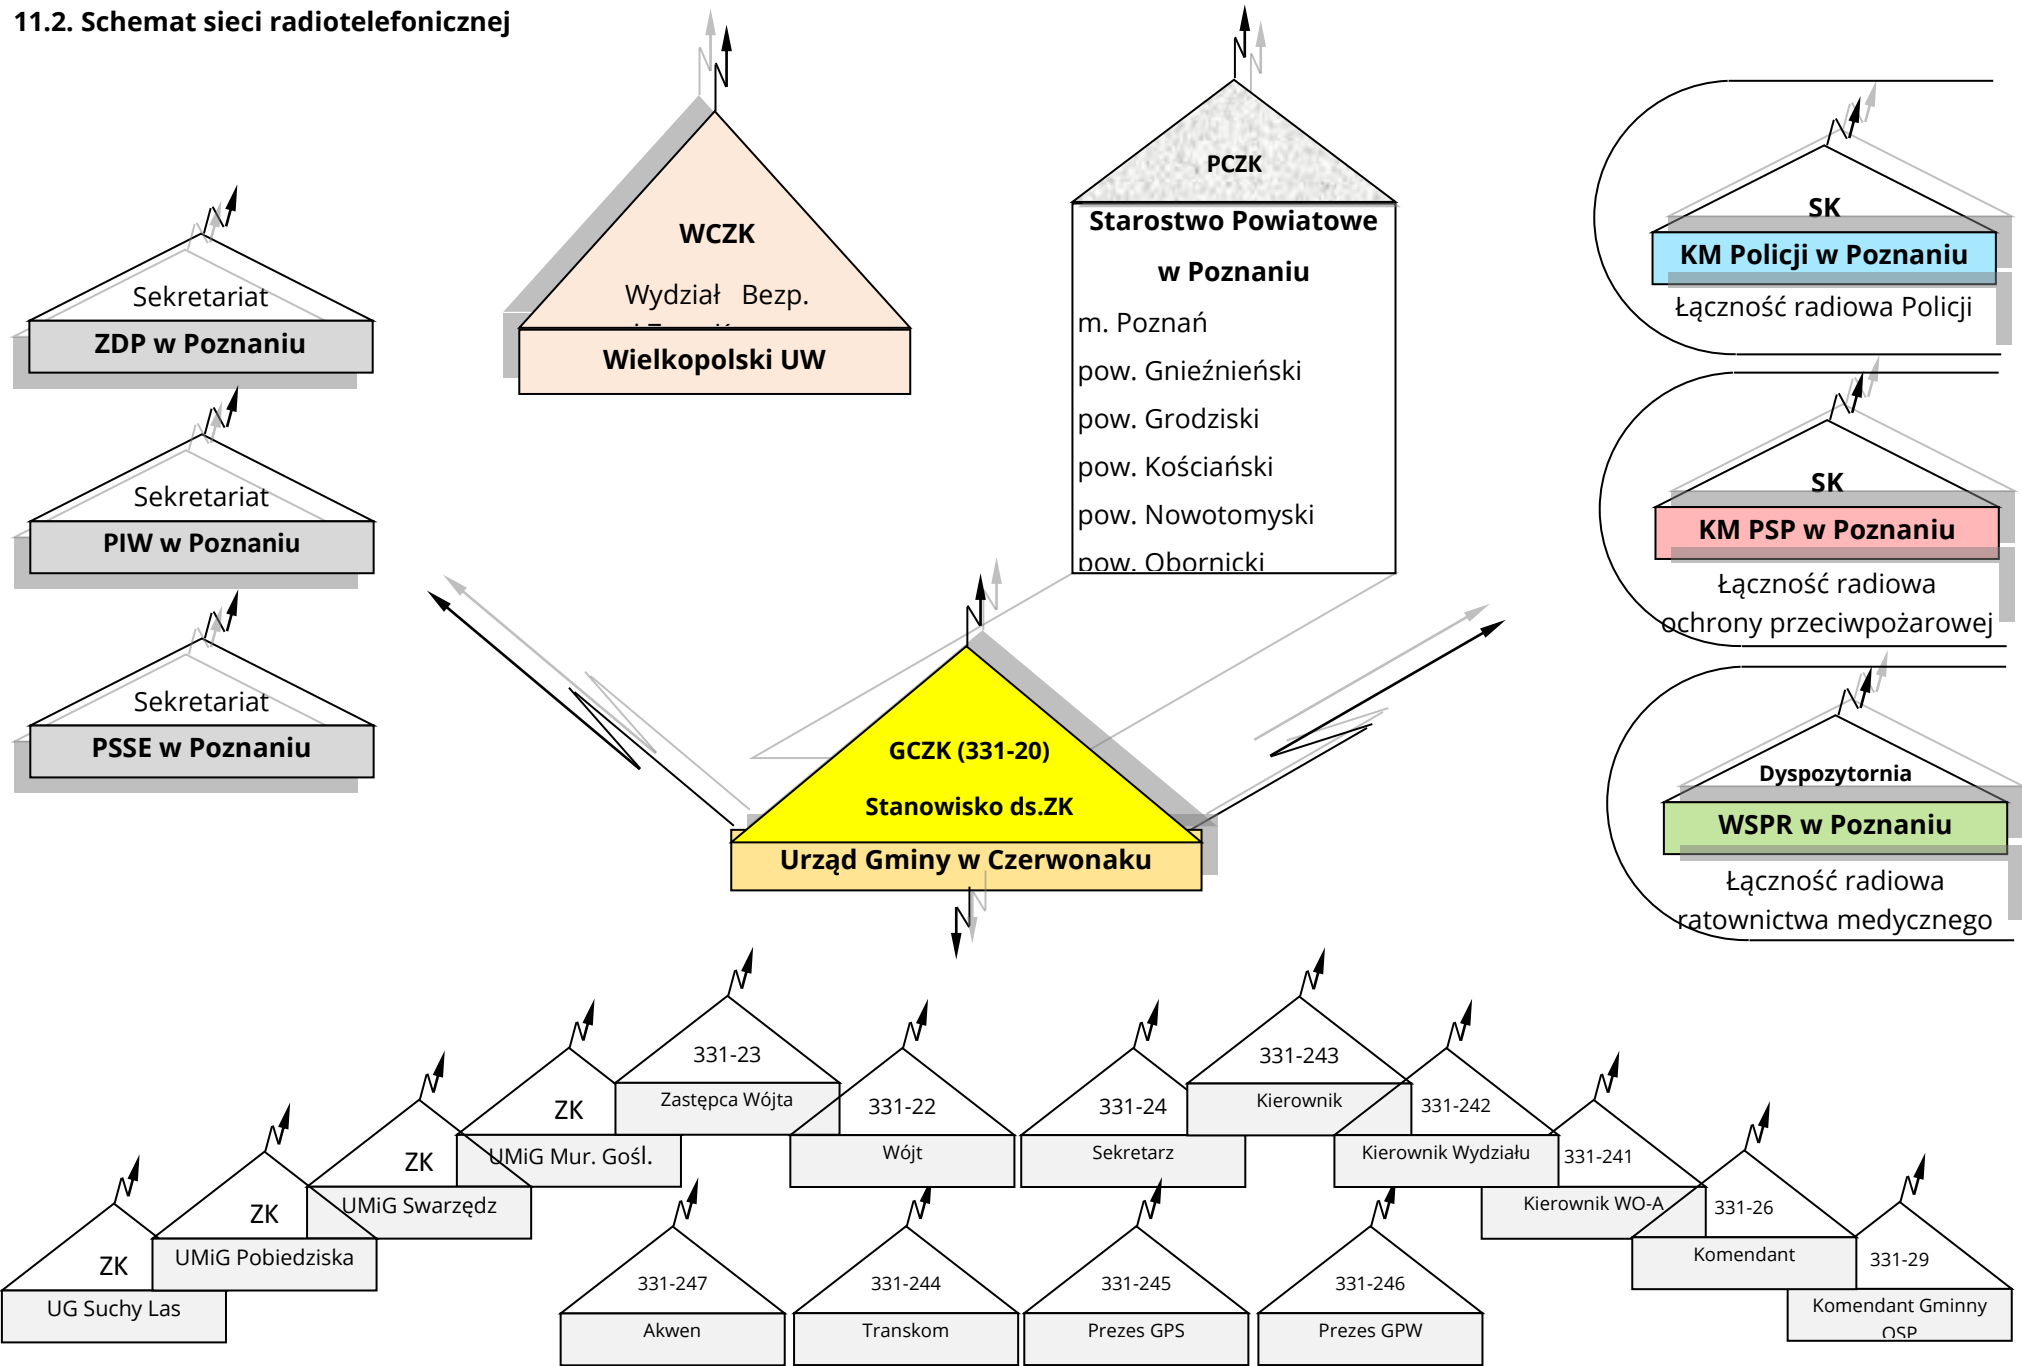 11.2. Schemat sieci radiotelefonicznej
WCZK
Wydział Bezp.
Wielkopolski UW
PCZK
Starostwo Powiatowe
w Poznaniu
m. Poznań
pow. Gnieźnieński
pow. Grodziski
pow. Kościański
pow. Nowotomyski
pow. Obornicki
SK
KM Policji w Poznaniu
Łączność radiowa Policji
SK
KM PSP w Poznaniu
Łączność radiowa
ochrony przeciwpożarowej
Dyspozytornia
WSPR w Poznaniu
Łączność radiowa
ratownictwa medycznego
Sekretariat
ZDP w Poznaniu
Sekretariat
PIW w Poznaniu
Sekretariat
PSSE w Poznaniu
GCZK (331-20)
Stanowisko ds.ZK
Urząd Gminy w Czerwonaku
ZK
UG Suchy Las
ZK
UMiG Pobiedziska
ZK
UMiG Swarzędz
ZK
UMiG Mur. Gośl.
331-23
Zastępca Wójta
331-22
Wójt
331-24
Sekretarz
331-243
Kierownik
331-242
Kierownik Wydziału
331-241
Kierownik WO-A
331-26
Komendant
331-29
Komendant Gminny
OSP
331-247
Akwen
331-244
Transkom
331-245
Prezes GPS
331-246
Prezes GPW